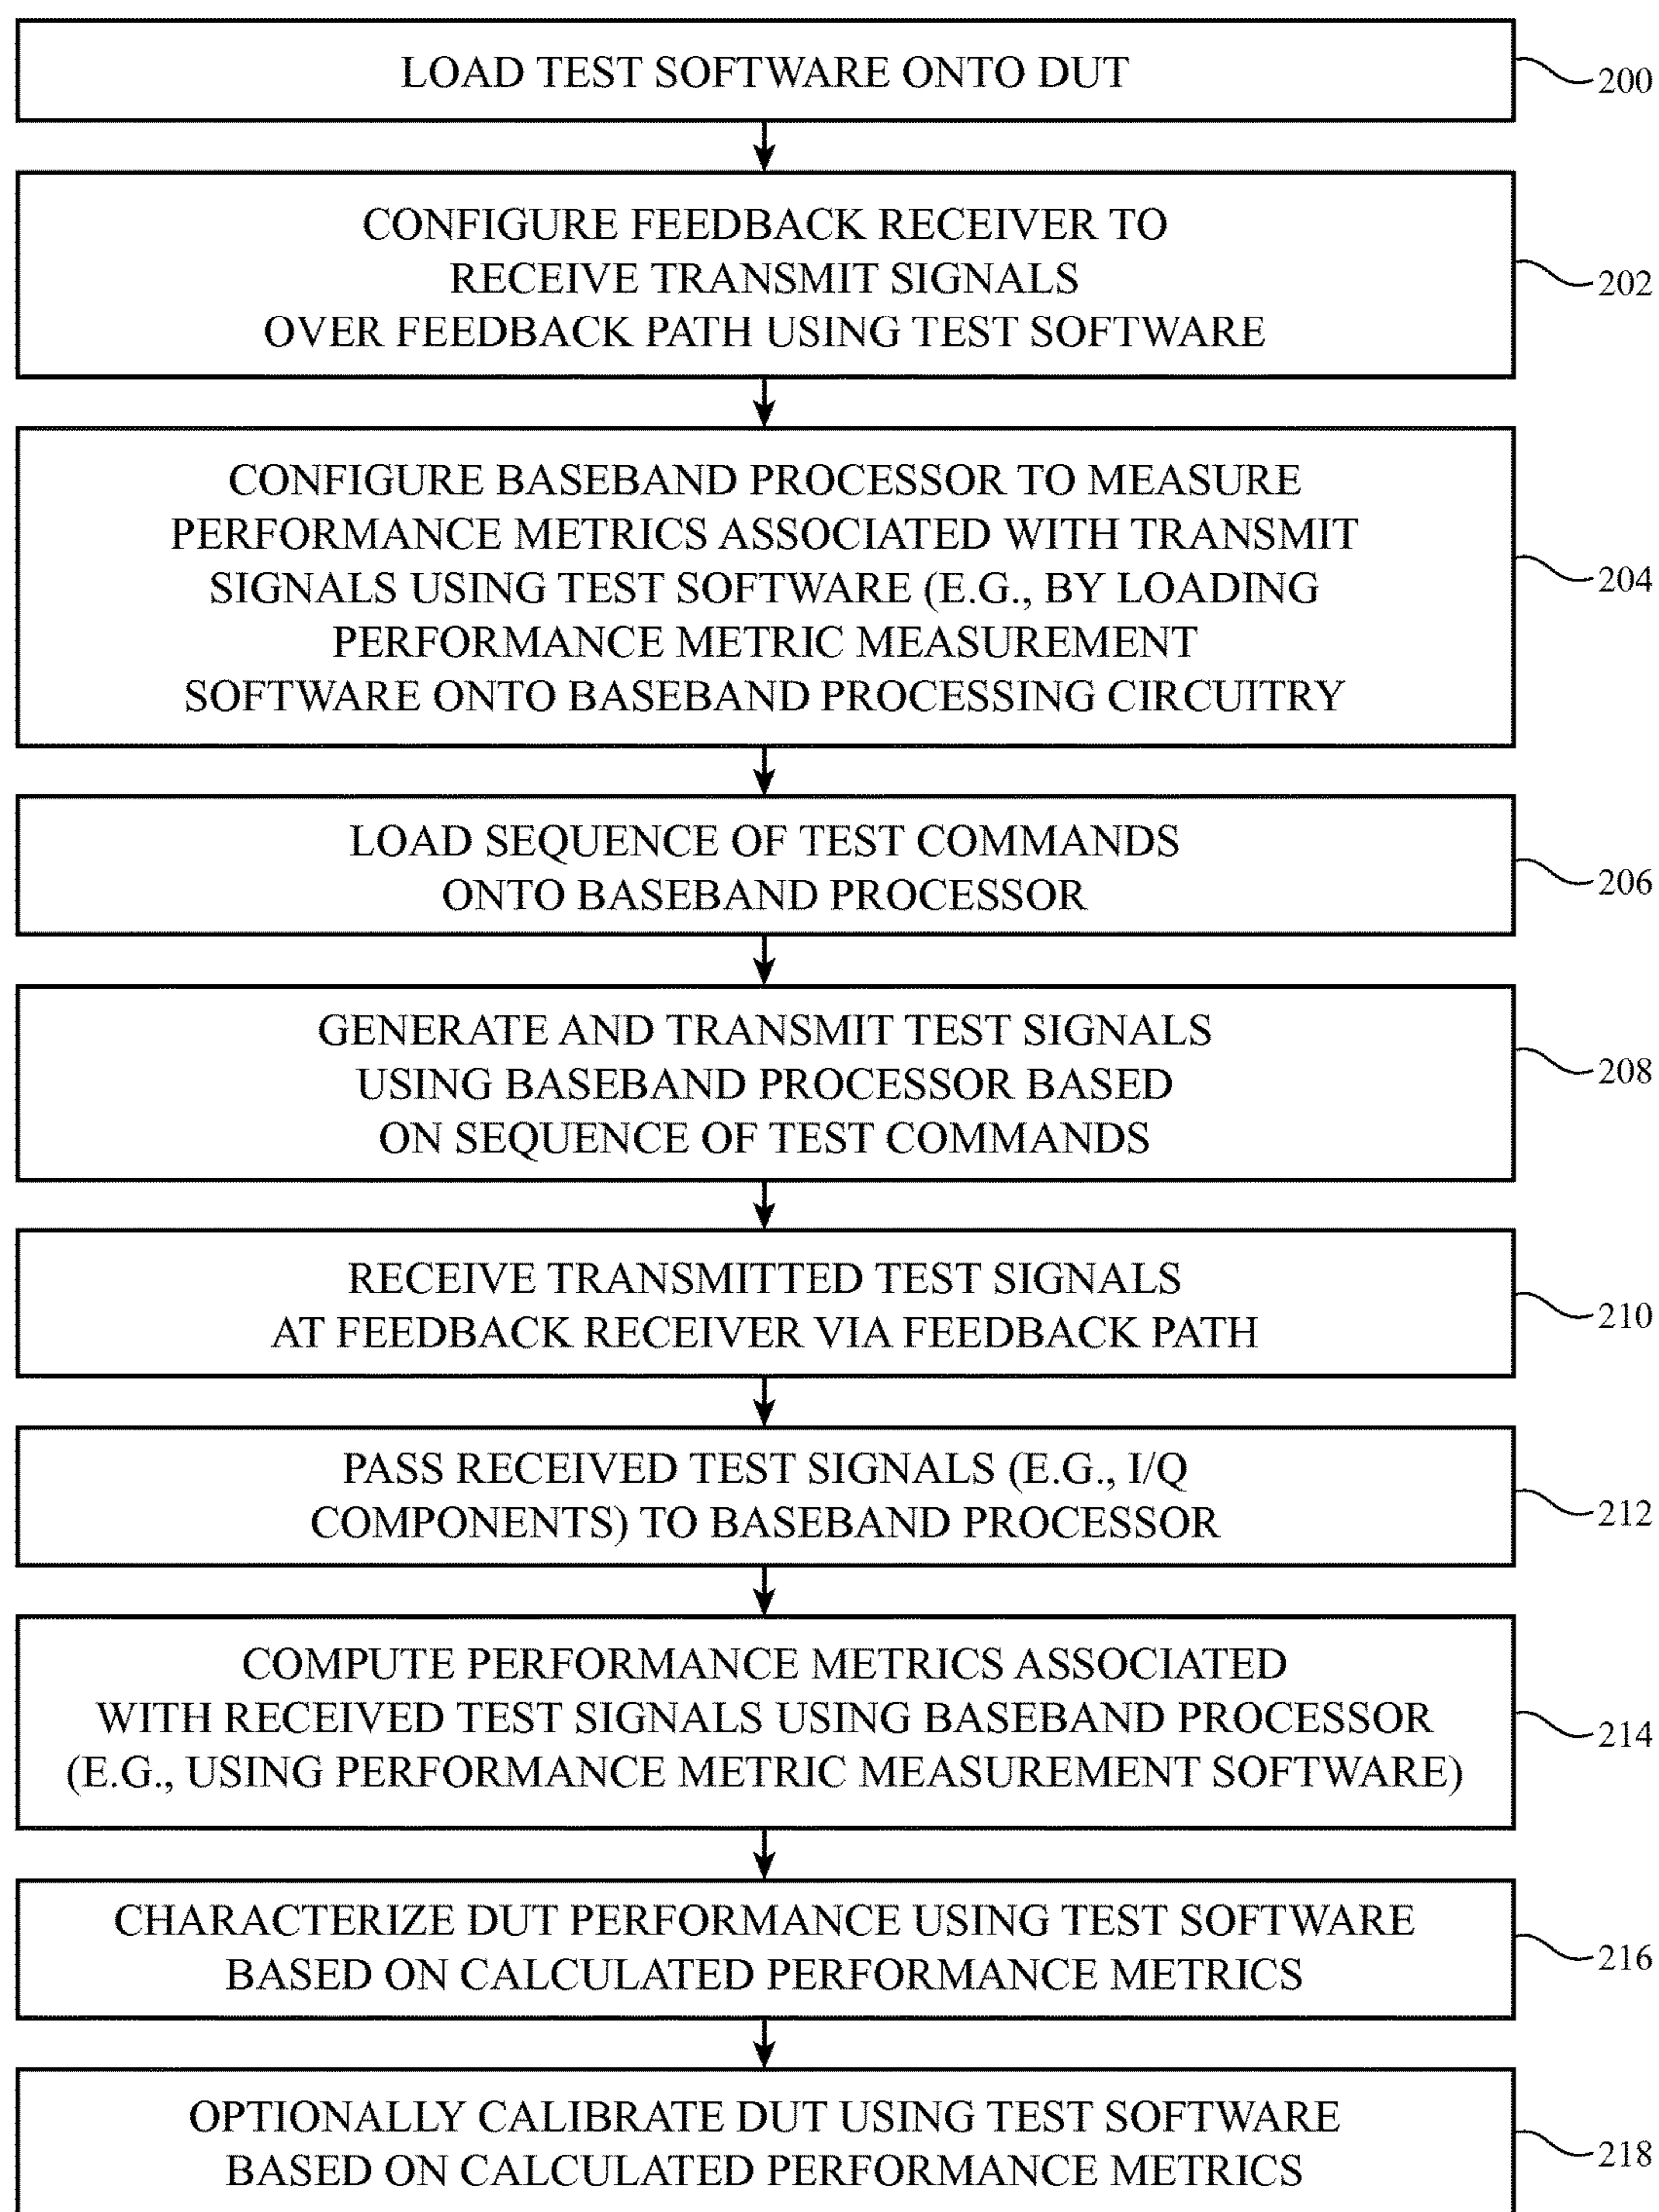 LOAD TEST SOFTWARE ONTO DUT
200
CONFIGURE FEEDBACK RECEIVER TO
RECEIVE TRANSMIT SIGNALS
OVER FEEDBACK PATH USING TEST SOFTWARE
202
CONFIGURE BASEBAND PROCESSOR TO MEASURE
PERFORMANCE METRICS ASSOCIATED WITH TRANSMIT
SIGNALS USING TEST SOFTWARE (E.G., BY LOADING
PERFORMANCE METRIC MEASUREMENT
SOFTWARE ONTO BASEBAND PROCESSING CIRCUITRY
204
LOAD SEQUENCE OF TEST COMMANDS
ONTO BASEBAND PROCESSOR
206
GENERATE AND TRANSMIT TEST SIGNALS
USING BASEBAND PROCESSOR BASED
ON SEQUENCE OF TEST COMMANDS
208
RECEIVE TRANSMITTED TEST SIGNALS
AT FEEDBACK RECEIVER VIA FEEDBACK PATH
210
PASS RECEIVED TEST SIGNALS (E.G., I/Q
COMPONENTS) TO BASEBAND PROCESSOR
212
COMPUTE PERFORMANCE METRICS ASSOCIATED
WITH RECEIVED TEST SIGNALS USING BASEBAND PROCESSOR
(E.G., USING PERFORMANCE METRIC MEASUREMENT SOFTWARE)
214
CHARACTERIZE DUT PERFORMANCE USING TEST SOFTWARE
BASED ON CALCULATED PERFORMANCE METRICS
216
OPTIONALLY CALIBRATE DUT USING TEST SOFTWARE
BASED ON CALCULATED PERFORMANCE METRICS
218